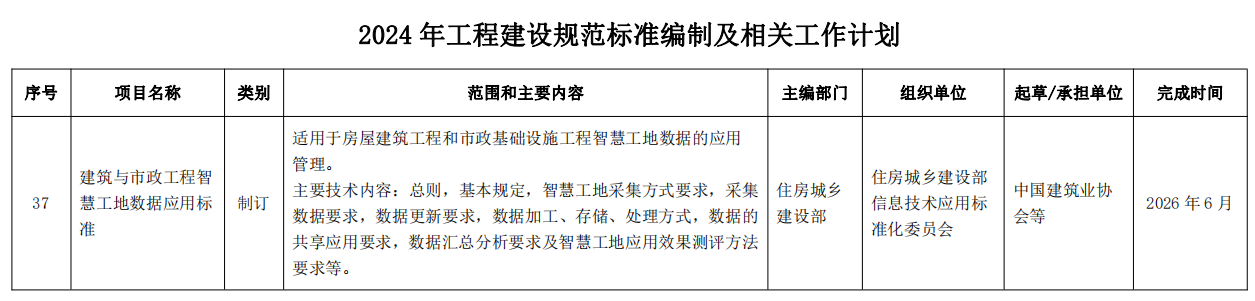 2024 年工程建设规范标准编制及相关工作计划
序号
项目名称
类别
范围和主要内容
主编部门
组织单位
起草/承担单位
完成时间
37
建筑与市政工程智
慧工地数据应用标
准
制订
适用于房屋建筑工程和市政基础设施工程智慧工地数据的应用
管理。
主要技术内容：总则，基本规定，智慧工地采集方式要求，采集
数据要求，数据更新要求，数据加工、存储、处理方式，数据的
共享应用要求，数据汇总分析要求及智慧工地应用效果测评方法
要求等。
住房城乡
建设部
住房城乡建设部
信息技术应用标
准化委员会
中国建筑业协
会等
2026 年 6 月